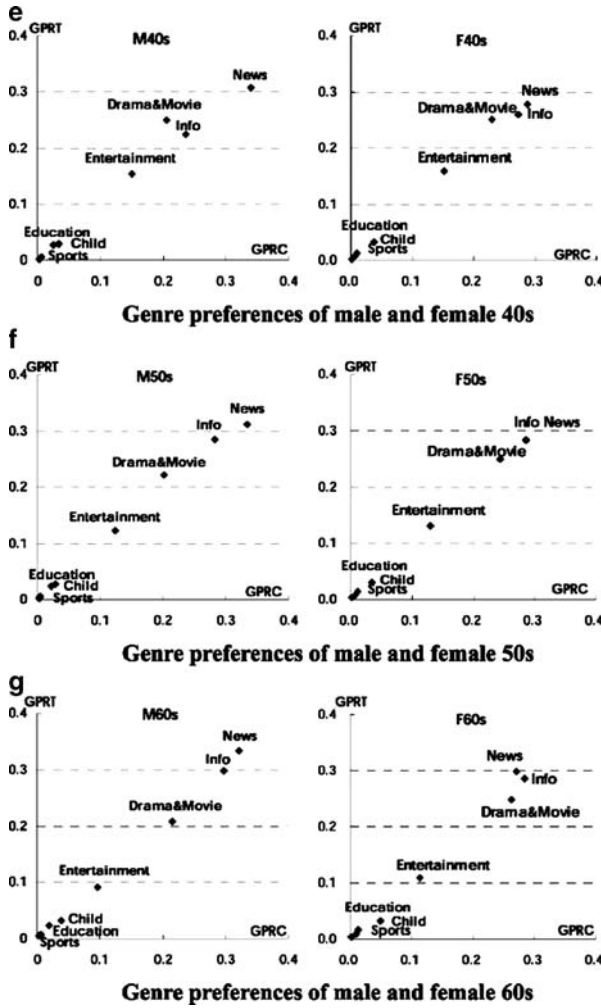 e
GPRT
M40s
0.4
0.3
0.2
0.1
0
News
Drama&Movie
Info
Entertainment
Education
Child
Sports
GPRC
0 0.1 0.2 0.3 0.4
GPRT
F40s
0.4
0.3
0.2
0.1
0.0
News
Drama&Movie
Info
Entertainment
Education
Child
Sports
GPRC
0.0 0.1 0.2 0.3 0.4
Genre preferences of male and female 40s
f
GPRT
M50s
0.4
0.3
0.2
0.1
0.0
News
Info
Drama&Movie
Entertainment
Education
Child
Sports
GPRC
0 0.1 0.2 0.3 0.4
GPRT
F50s
0.4
0.3
0.2
0.1
0.0
Info News
Drama&Movie
Entertainment
Education
Child
Sports
GPRC
0.0 0.1 0.2 0.3 0.4
Genre preferences of male and female 50s
g
GPRT
M60s
0.4
0.3
0.2
0.1
0.0
News
Info
Drama&Movie
Entertainment
Child
Education
Sports
GPRC
0 0.1 0.2 0.3 0.4
GPRT
F60s
0.4
0.3
0.2
0.1
0.0
News
Info
Drama&Movie
Entertainment
Education
Child
Sports
GPRC
0.0 0.1 0.2 0.3 0.4
Genre preferences of male and female 60s